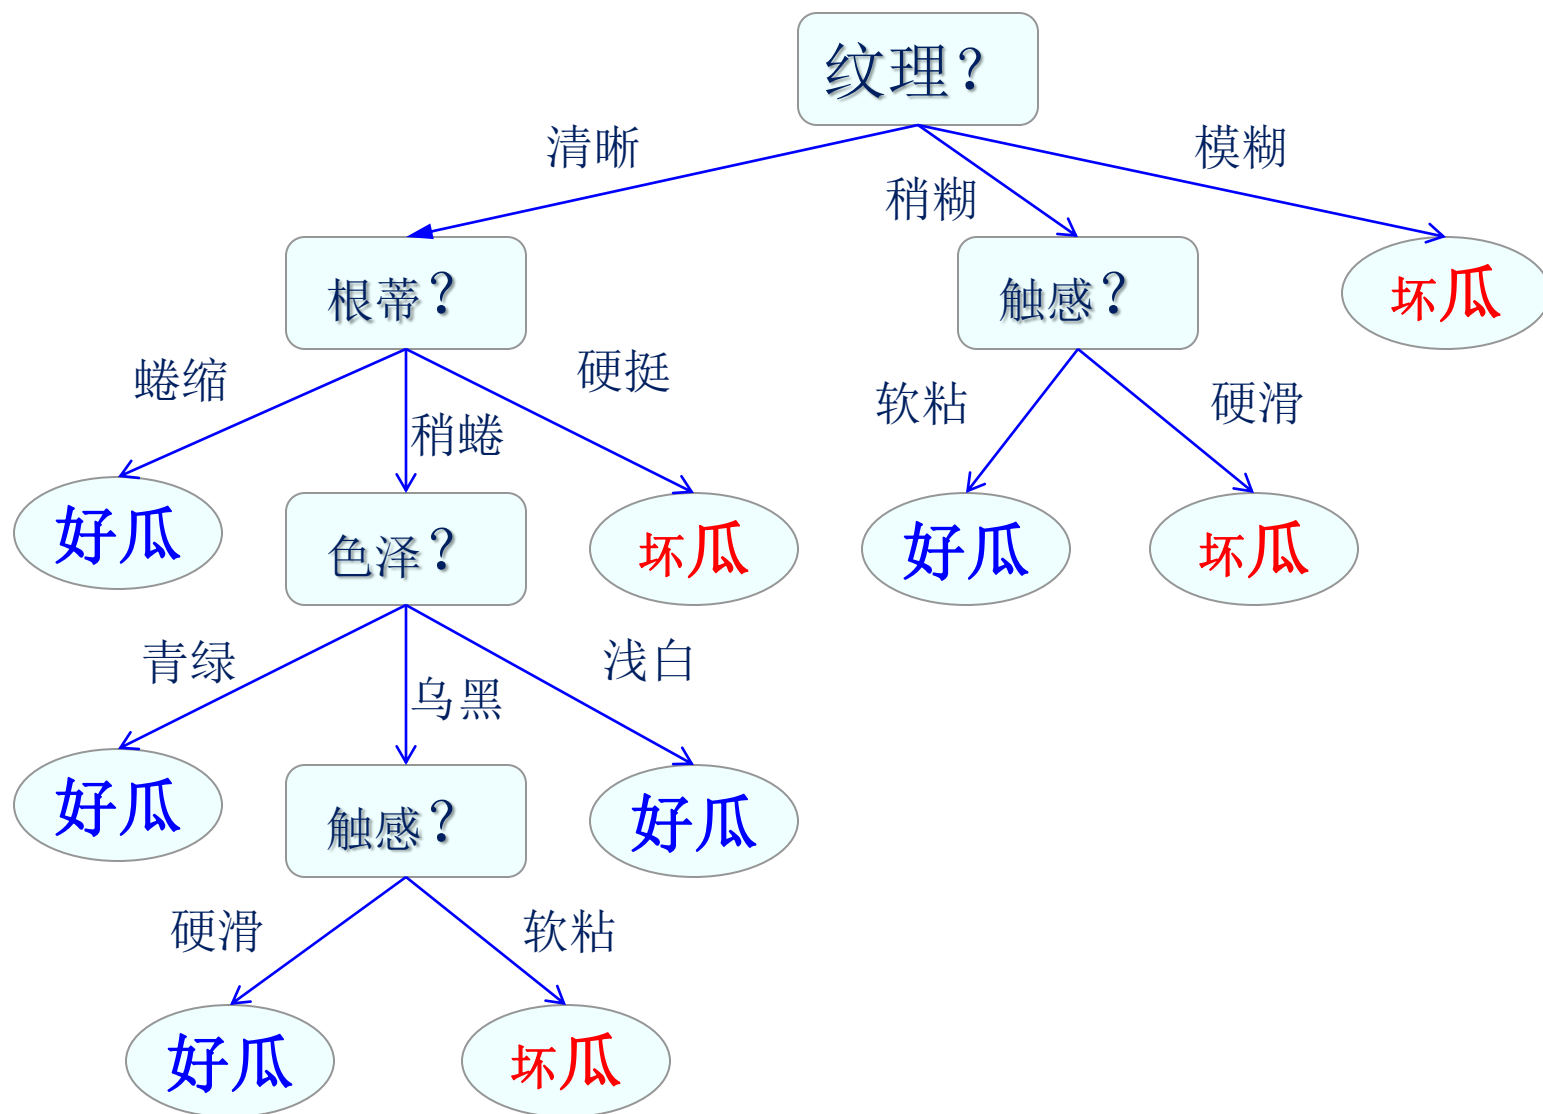 纹理？
清晰
稍糊
模糊
根蒂？
触感？
坏瓜
蜷缩
稍蜷
硬挺
软粘
硬滑
好瓜
色泽？
坏瓜
好瓜
坏瓜
青绿
乌黑
浅白
好瓜
触感？
好瓜
硬滑
软粘
好瓜
坏瓜